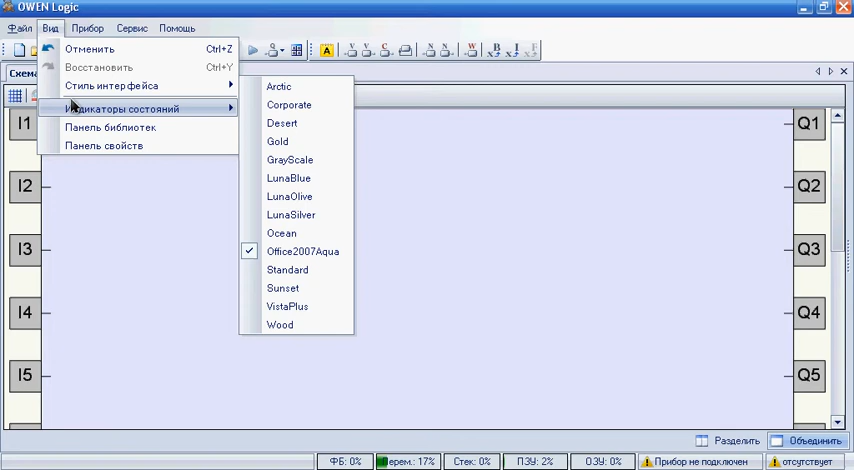 OWEN Logic
Файл Вид Прибор Сервис Помощь
Отменить Ctrl+Z
Восстановить Ctrl+Y
Стиль интерфейса
Индикаторы состояний
Панель библиотек
Панель свойств
Схема
Arctic
Corporate
Desert
Gold
GrayScale
LunaBlue
LunaOlive
LunaSilver
Ocean
Office2007Aqua
Standard
Sunset
VistaPlus
Wood
I1 Q1
I2 Q2
I3 Q3
I4 Q4
I5 Q5
Разделить Объединить
ФБ: 0% Перем.: 17% Стек: 0% ПЗУ: 2% ОЗУ: 0% Прибор не подключен отсутствует